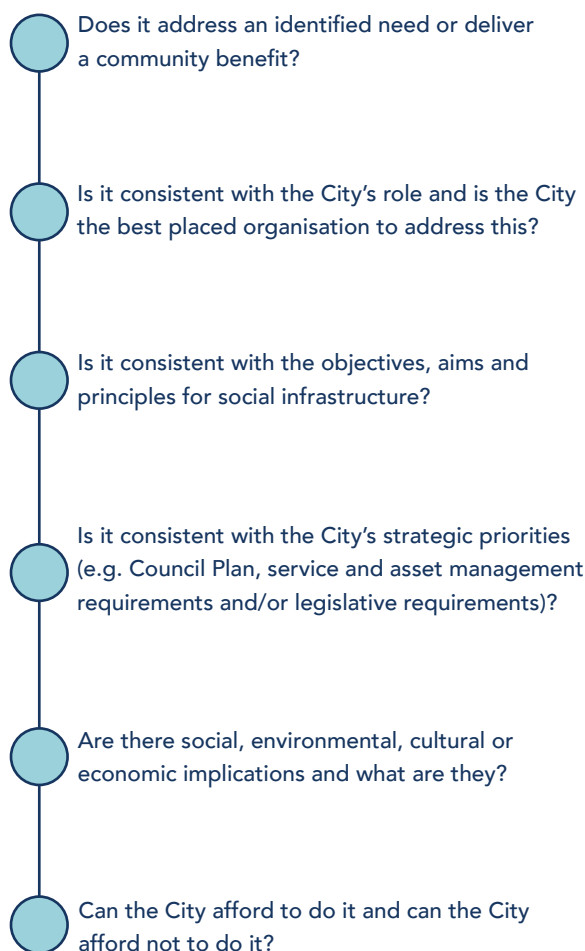 Does it address an identified need or deliver
a community benefit?
Is it consistent with the City’s role and is the City
the best placed organisation to address this?
Is it consistent with the objectives, aims and
principles for social infrastructure?
Is it consistent with the City’s strategic priorities
(e.g. Council Plan, service and asset management
requirements and/or legislative requirements)?
Are there social, environmental, cultural or
economic implications and what are they?
Can the City afford to do it and can the City
afford not to do it?